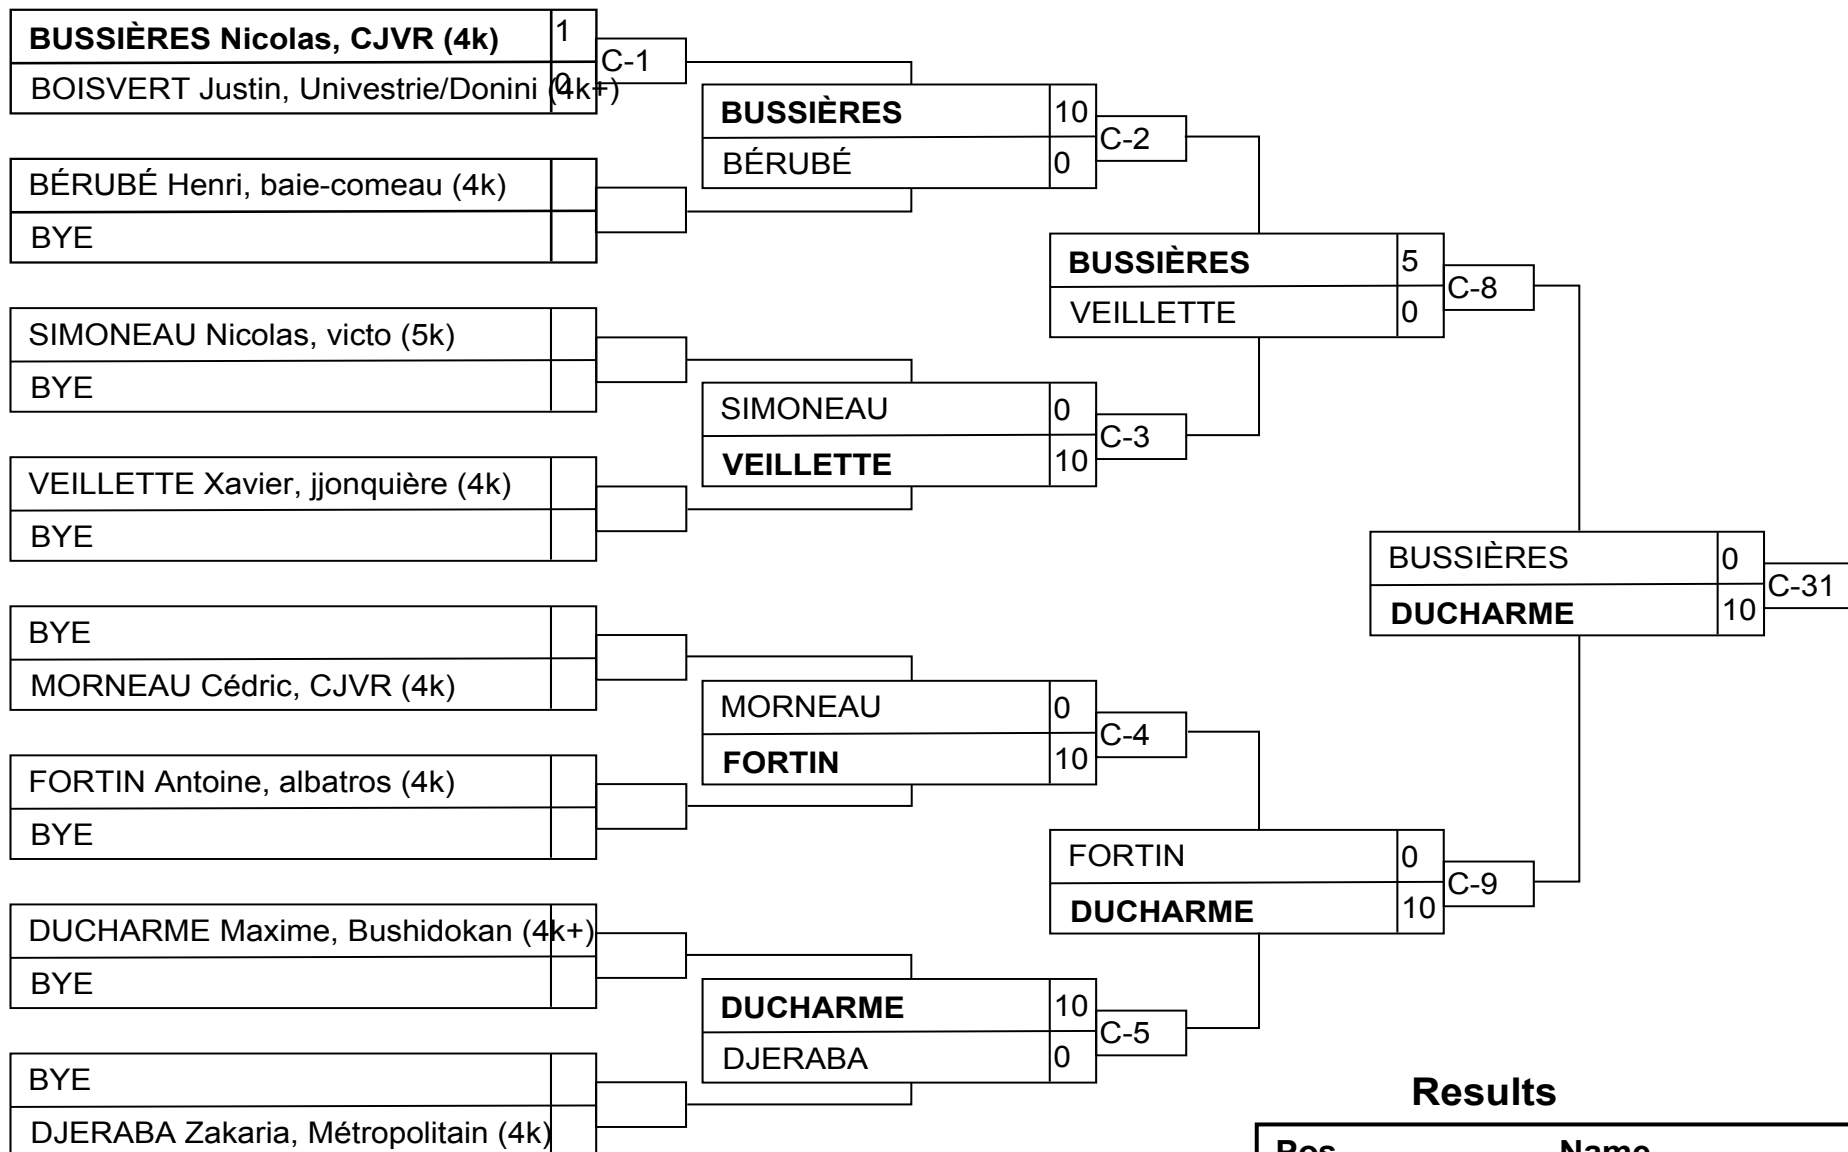 BUSSIÈRES Nicolas, CJVR (4k) 1
BOISVERT Justin, Univestrie/Donini (4k+) 0
C-1
BÉRUBÉ Henri, baie-comeau (4k)
BYE
SIMONEAU Nicolas, victo (5k)
BYE
VEILLETTE Xavier, jjonquière (4k)
BYE
BYE
MORNEAU Cédric, CJVR (4k)
FORTIN Antoine, albatros (4k)
BYE
DUCHARME Maxime, Bushidokan (4k+)
BYE
BYE
DJERABA Zakaria, Métropolitain (4k)
BUSSIÈRES 10
BÉRUBÉ 0
C-2
SIMONEAU 0
VEILLETTE 10
C-3
MORNEAU 0
FORTIN 10
C-4
DUCHARME 10
DJERABA 0
C-5
BUSSIÈRES 5
VEILLETTE 0
C-8
FORTIN 0
DUCHARME 10
C-9
BUSSIÈRES 0
DUCHARME 10
C-31
Results
Pos Name